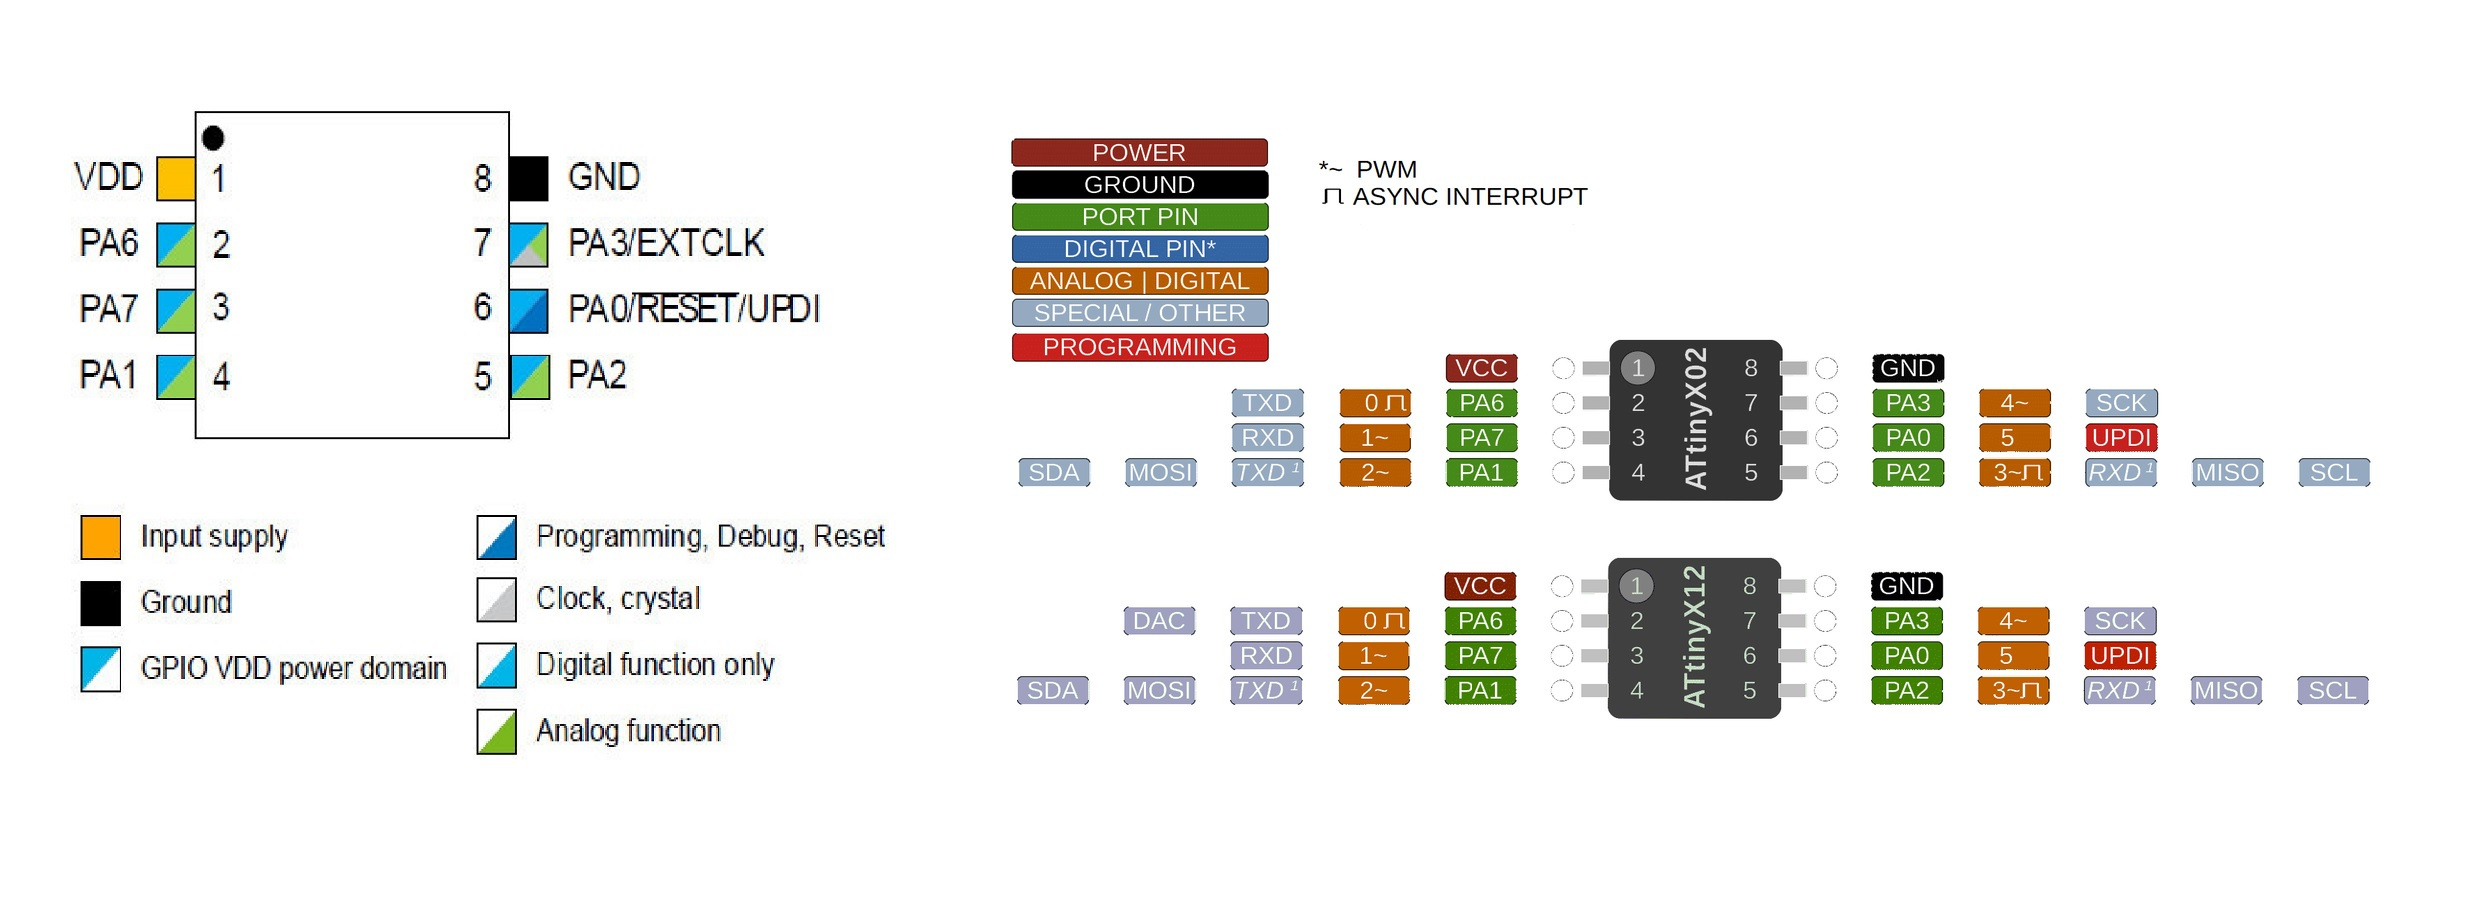 VDD 1 8 GND
PA6 2 7 PA3/EXTCLK
PA7 3 6 PA0/RESET/UPDI
PA1 4 5 PA2
Input supply
Ground
GPIO VDD power domain
Programming, Debug, Reset
Clock, crystal
Digital function only
Analog function
POWER
GROUND
PORT PIN
DIGITAL PIN*
ANALOG | DIGITAL
SPECIAL / OTHER
PROGRAMMING
*~ PWM
ASYNC INTERRUPT
VCC 1 8 GND
TXD 0 PA6 2 7 PA3 4~ SCK
RXD 1~ PA7 3 6 PA0 5 UPDI
SDA MOSI TXD ¹ 2~ PA1 4 5 PA2 3~ RXD ¹ MISO SCL
ATtinyX02
VCC 1 8 GND
DAC TXD 0 PA6 2 7 PA3 4~ SCK
RXD 1~ PA7 3 6 PA0 5 UPDI
SDA MOSI TXD ¹ 2~ PA1 4 5 PA2 3~ RXD ¹ MISO SCL
ATtinyX12